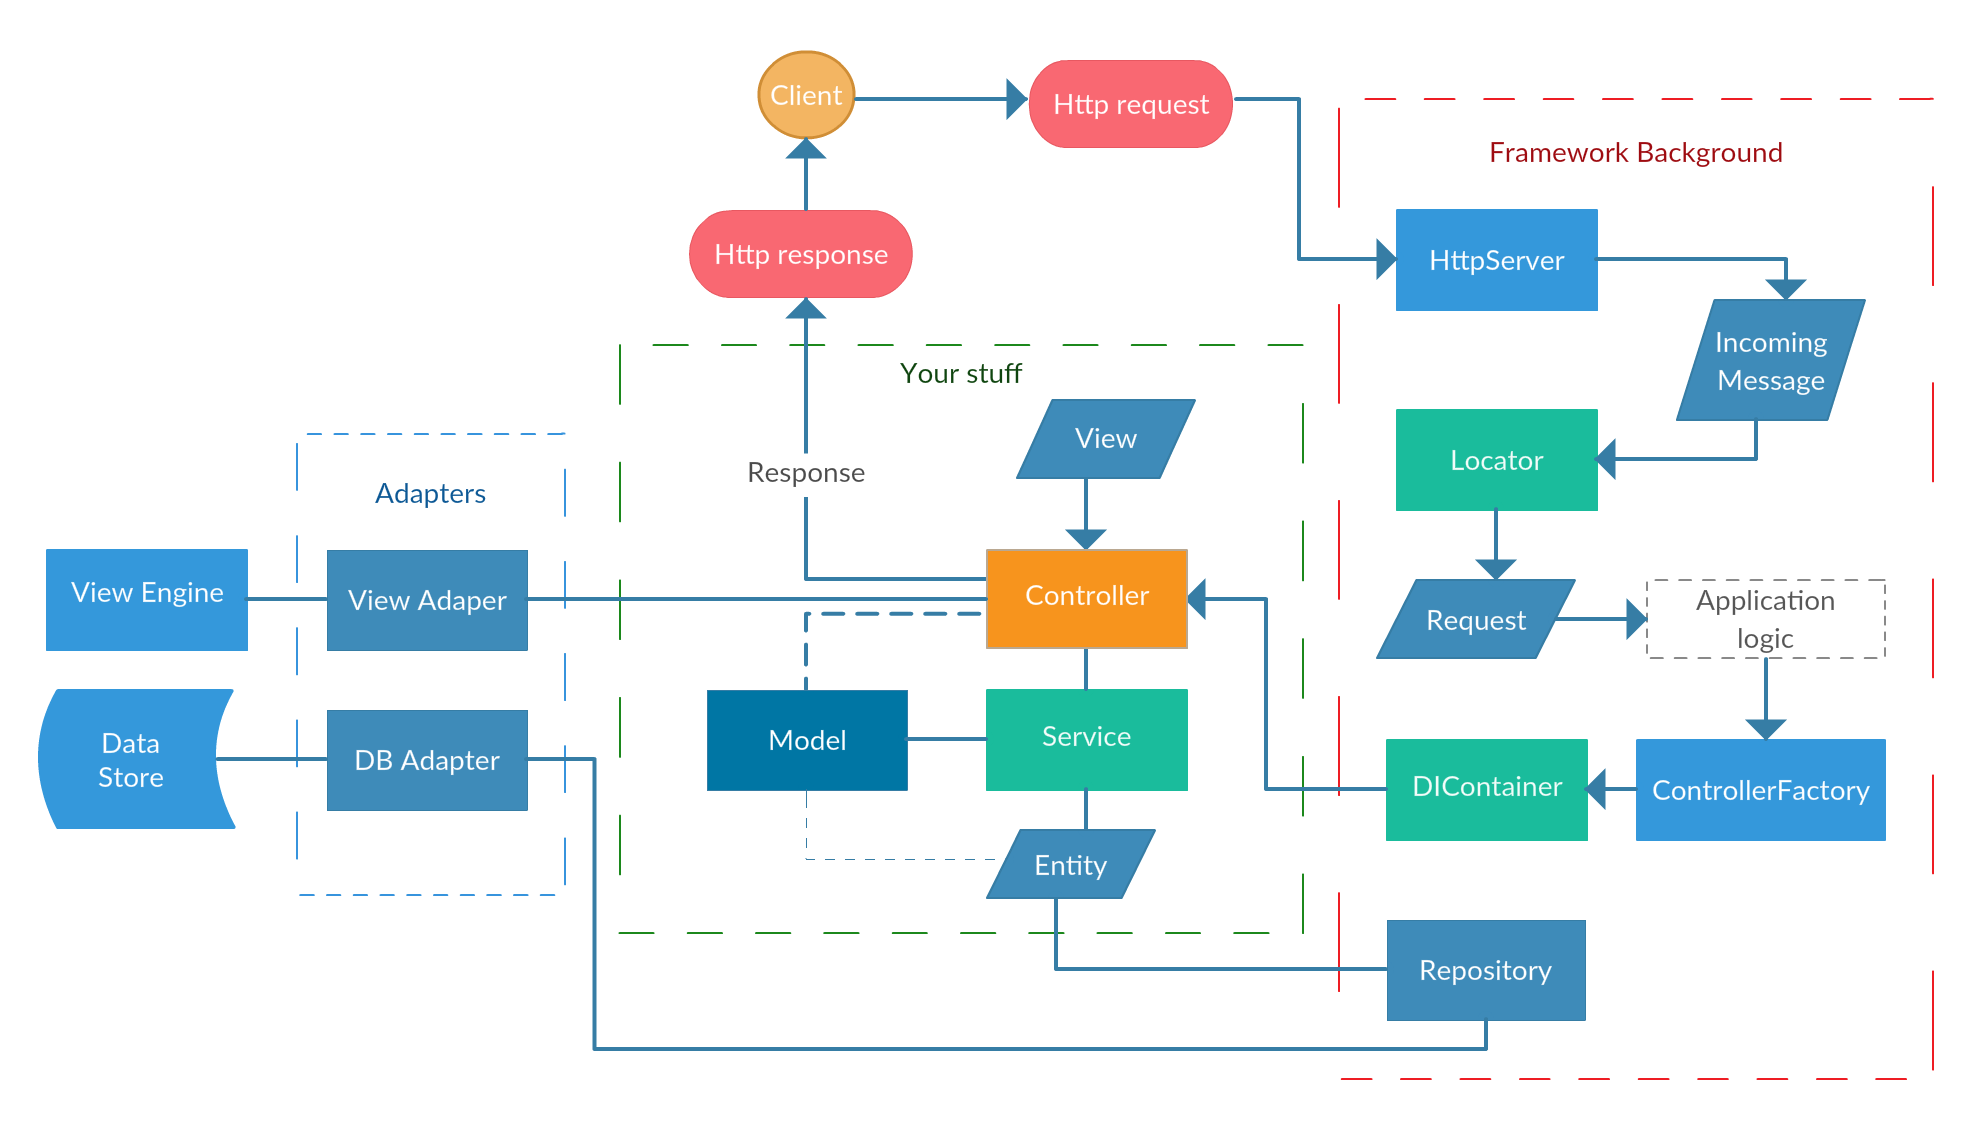 Client
Http request
Framework Background
Http response
HttpServer
Incoming
Message
Your stuff
View
Locator
Response
Adapters
View Engine
View Adaper
Controller
Request
Application
logic
Data
Store
DB Adapter
Model
Service
DIContainer
ControllerFactory
Entity
Repository